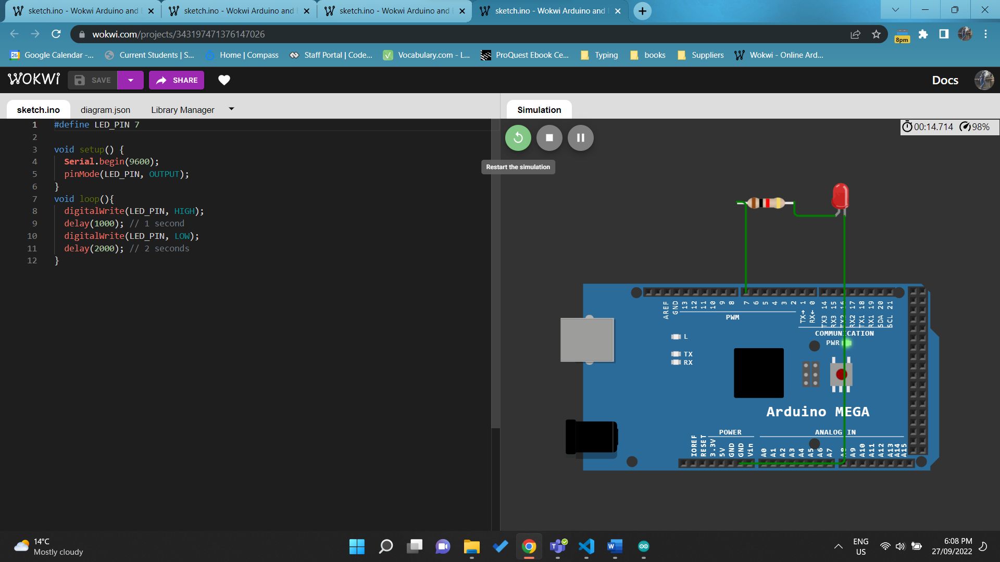 sketch.ino - Wokwi Arduino and
sketch.ino - Wokwi Arduino and
sketch.ino - Wokwi Arduino and
sketch.ino - Wokwi Arduino and
wokwi.com/projects/343197471376147026
8pm
26 Google Calendar -...
Current Students | S...
Home | Compass
Staff Portal | Code...
Vocabulary.com - L...
ProQuest Ebook Ce...
Typing
books
Suppliers
Wokwi - Online Ard...
WOKWI
SAVE
SHARE
Docs
sketch.ino
diagram.json
Library Manager
Simulation
1 #define LED_PIN 7
2
3 void setup() {
4 Serial.begin(9600);
5 pinMode(LED_PIN, OUTPUT);
6 }
7 void loop(){
8 digitalWrite(LED_PIN, HIGH);
9 delay(1000); // 1 second
10 digitalWrite(LED_PIN, LOW);
11 delay(2000); // 2 seconds
12 }
00:14.714 98%
Restart the simulation
AREF GND 13 12 11 10 9 8 7 6 5 4 3 2 TX→ 1 RX← 0 TX3 14 RX3 15 TX2 16 RX2 17 TX1 18 RX1 19 SDA 20 SCL 21
PWM
COMMUNICATION
L
PWR
TX
RX
Arduino MEGA
POWER
ANALOG IN
IOREF RESET 3.3V 5V GND GND Vin A0 A1 A2 A3 A4 A5 A6 A7 A8 A9 A10 A11 A12 A13 A14 A15
14°C
Mostly cloudy
ENG
US
6:08 PM
27/09/2022